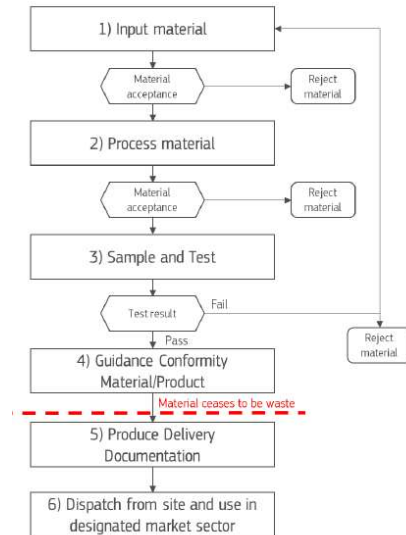 1) Input material
Material
acceptance
Reject
material
2) Process material
Material
acceptance
Reject
material
3) Sample and Test
Test result
Fail
Pass
Reject
material
4) Guidance Conformity
Material/Product
Material ceases to be waste
5) Produce Delivery
Documentation
6) Dispatch from site and use in
designated market sector